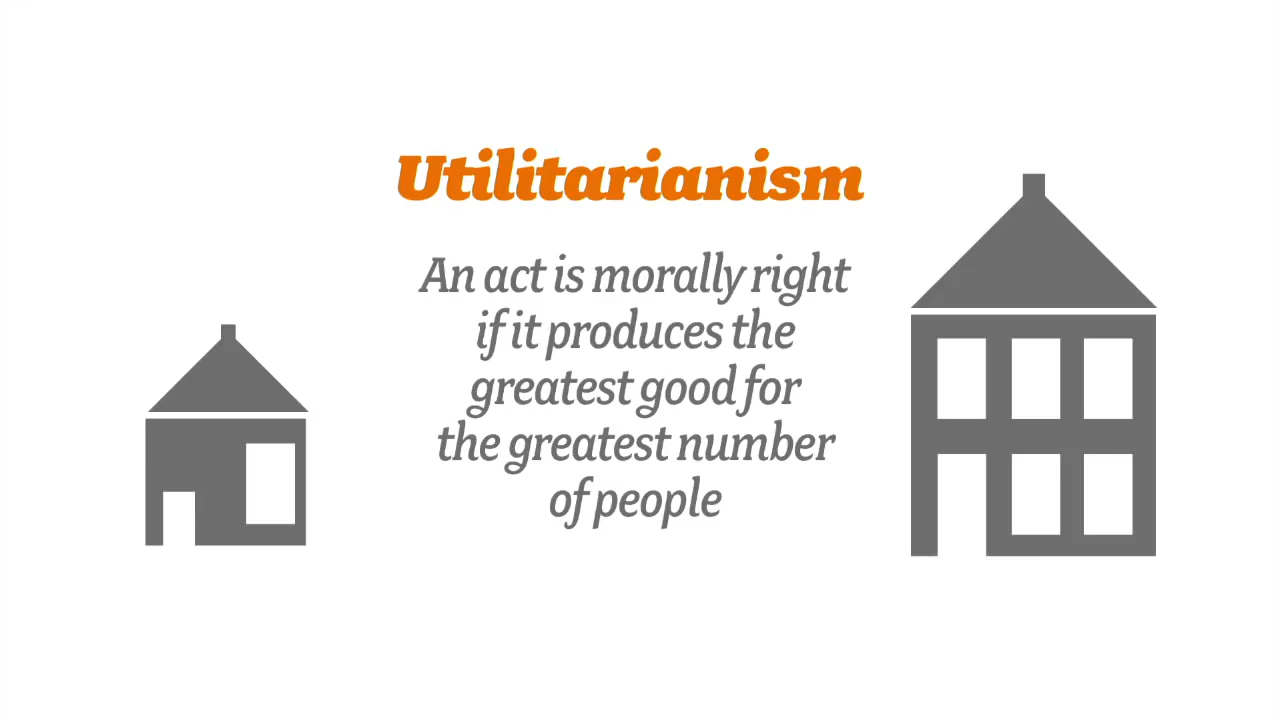 Utilitarianism
An act is morally right
if it produces the
greatest good for
the greatest number
of people